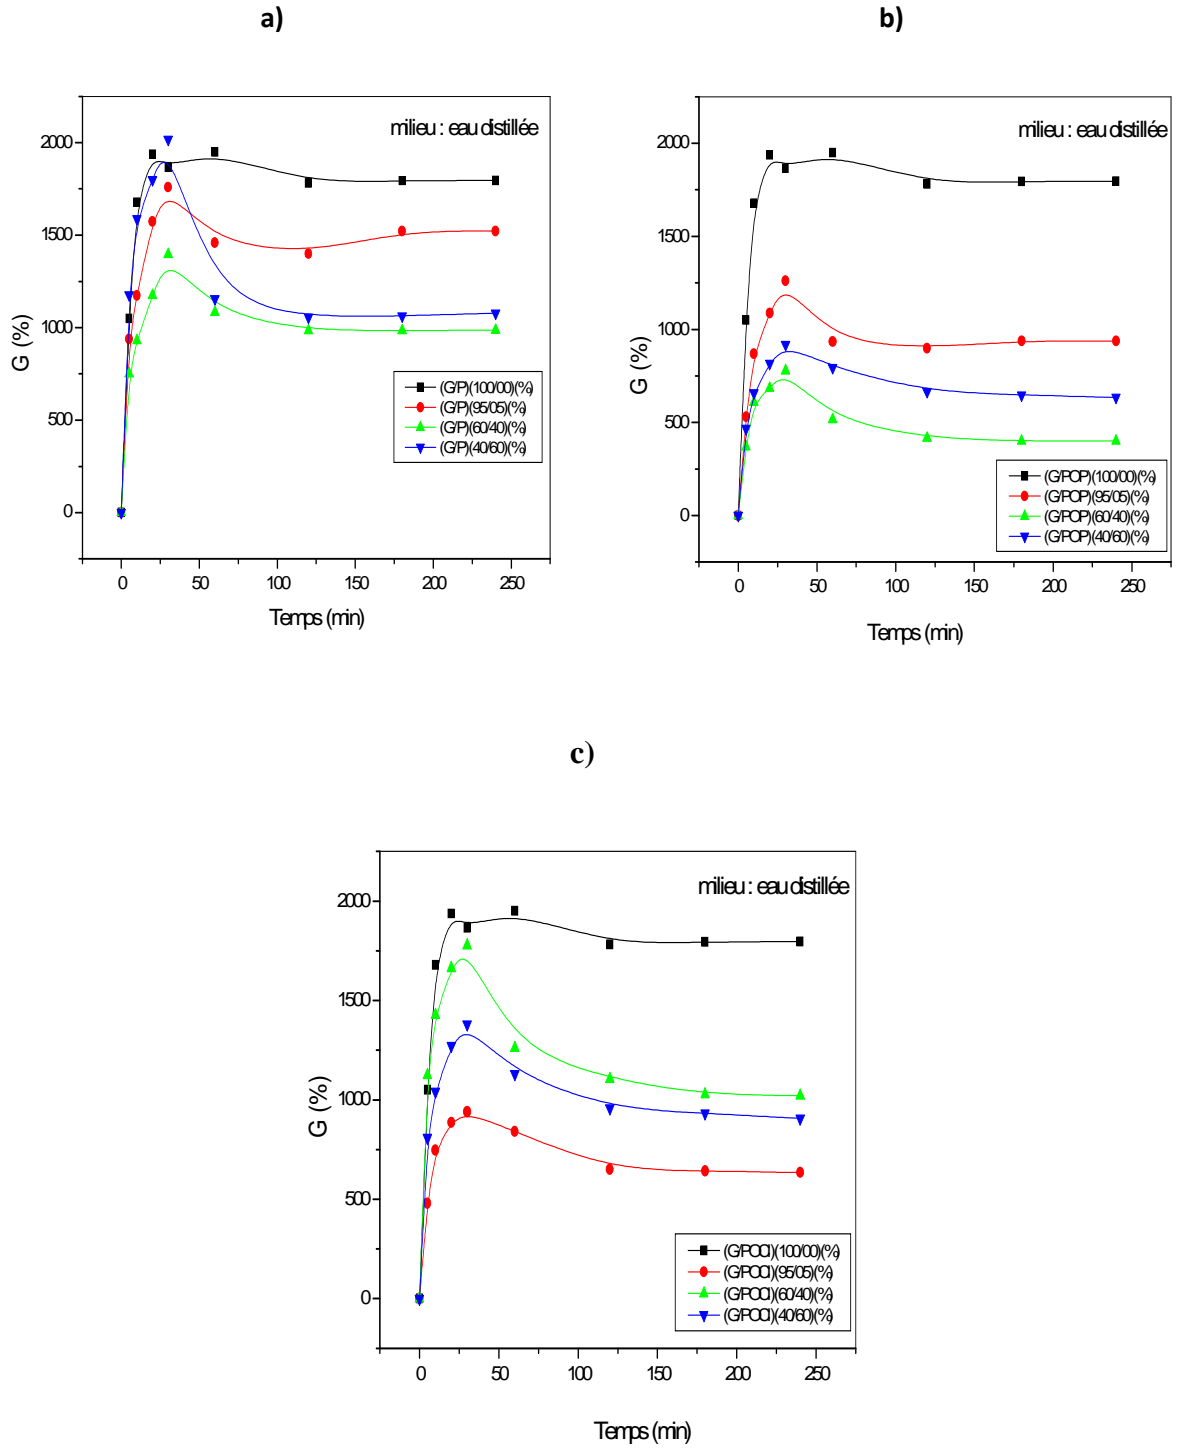 a)
milieu : eau distillée
G (%)
2000
1500
1000
500
0
(G/P)(100/00)(%)
(G/P)(95/05)(%)
(G/P)(60/40)(%)
(G/P)(40/60)(%)
0 50 100 150 200 250
Temps (min)
b)
milieu : eau distillée
G (%)
2000
1500
1000
500
0
(G/POP)(100/00)(%)
(G/POP)(95/05)(%)
(G/POP)(60/40)(%)
(G/POP)(40/60)(%)
0 50 100 150 200 250
Temps (min)
c)
milieu : eau distillée
G (%)
2000
1500
1000
500
0
(G/POCl)(100/00)(%)
(G/POCl)(95/05)(%)
(G/POCl)(60/40)(%)
(G/POCl)(40/60)(%)
0 50 100 150 200 250
Temps (min)